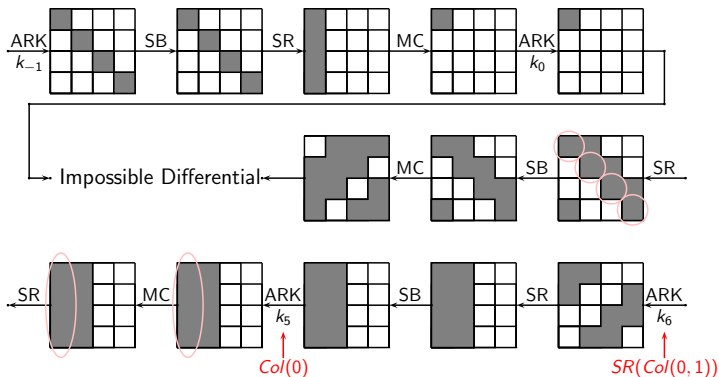 ARK SB SR MC ARK
k₋₁ k₀
Impossible Differential MC SB SR
SR MC ARK SB SR ARK
k₅ k₆
Col(0) SR(Col(0, 1))